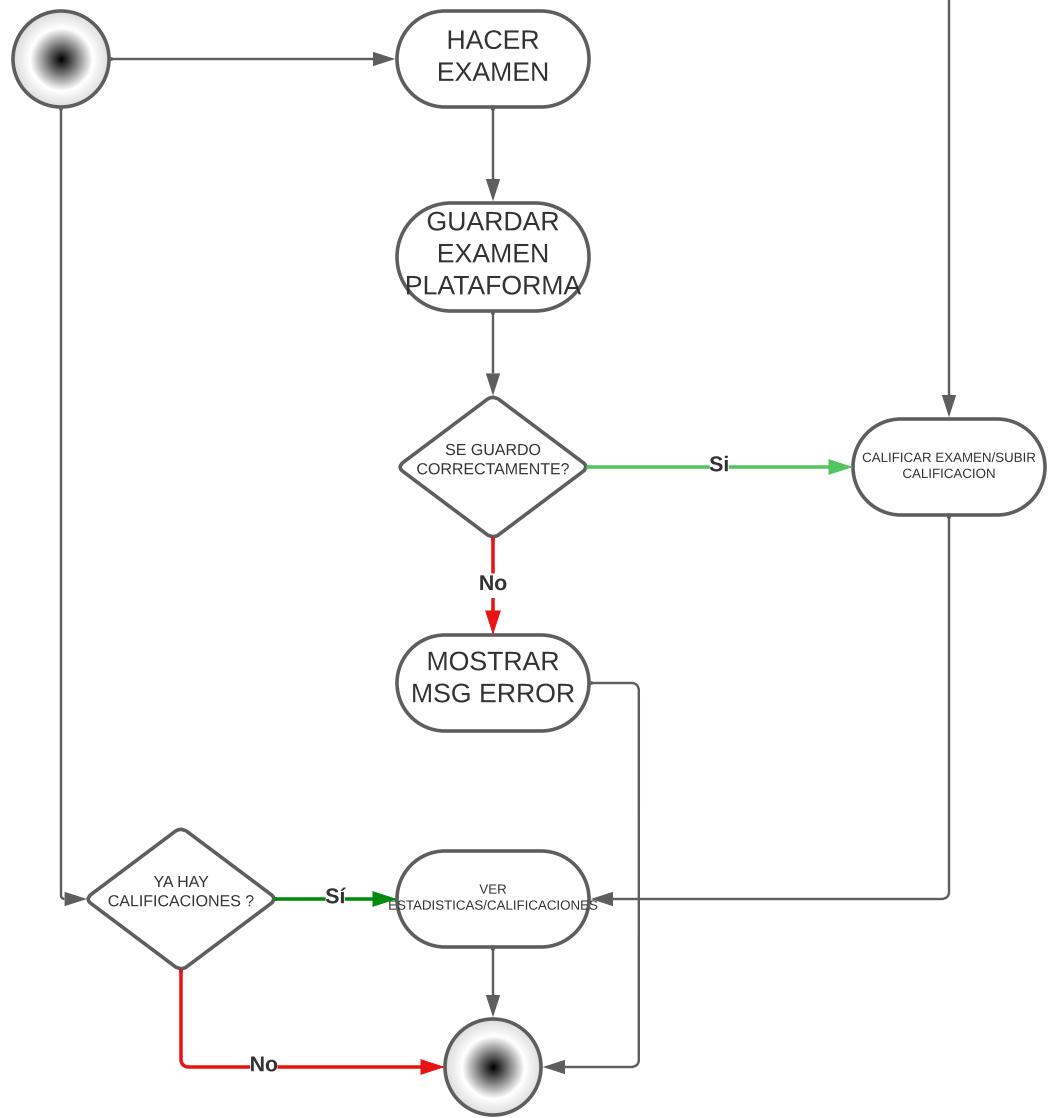 HACER
EXAMEN
GUARDAR
EXAMEN
PLATAFORMA
SE GUARDO
CORRECTAMENTE?
Si
CALIFICAR EXAMEN/SUBIR
CALIFICACION
No
MOSTRAR
MSG ERROR
YA HAY
CALIFICACIONES ?
Sí
VER
ESTADISTICAS/CALIFICACIONES
No